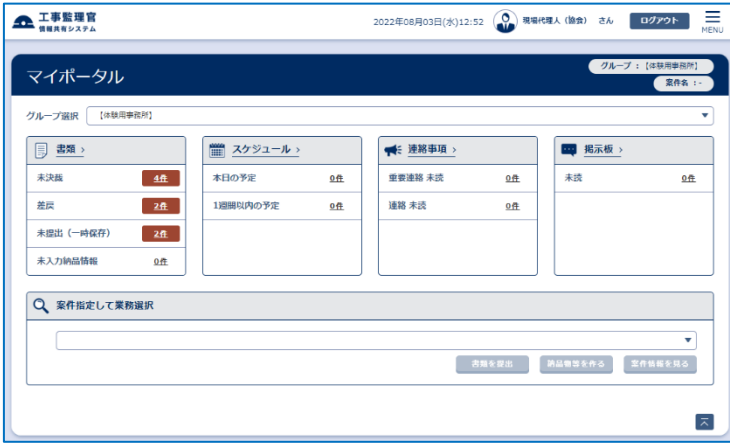 工事監理官
情報共有システム
2022年08月03日(水)12:52
現場代理人（協会） さん
ログアウト
MENU
マイポータル
グループ：【体験用事務所】
案件名：-
グループ選択 【体験用事務所】
書類 >
未決裁 4件
差戻 2件
未提出（一時保存） 2件
未入力納品情報 0件
スケジュール >
本日の予定 0件
1週間以内の予定 0件
連絡事項 >
重要連絡 未読 0件
連絡 未読 0件
掲示板 >
未読 0件
案件指定して業務選択
書類を提出 納品物等を作る 案件情報を見る